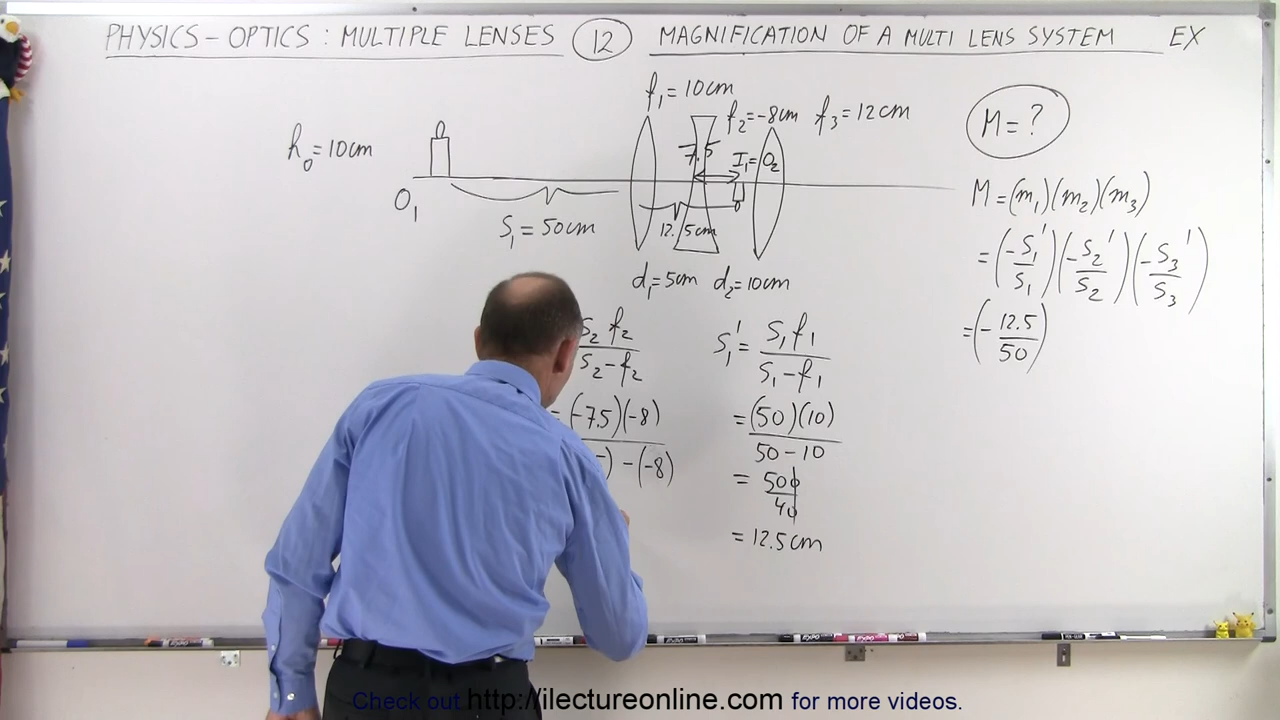 PHYSICS - OPTICS : MULTIPLE LENSES (12) MAGNIFICATION OF A MULTI LENS SYSTEM EX
f₁ = 10cm
f₂ = -8cm f₃ = 12cm
M = ?
h₀ = 10cm
7.5
I₁ = O₂
O₁
S₁ = 50cm
12.5cm
d₁ = 5cm d₂ = 10cm
M = (m₁)(m₂)(m₃)
= (-S₁'/S₁)(-S₂'/S₂)(-S₃'/S₃)
= (-12.5/50)
S₂ f₂
S₂ - f₂
= (-7.5)(-8)
) - (-8)
S₁' = S₁ f₁
S₁ - f₁
= (50)(10)
50 - 10
= 500
40
= 12.5cm
EXPO
EXPO
EXPO
Check out http://ilectureonline.com for more videos.